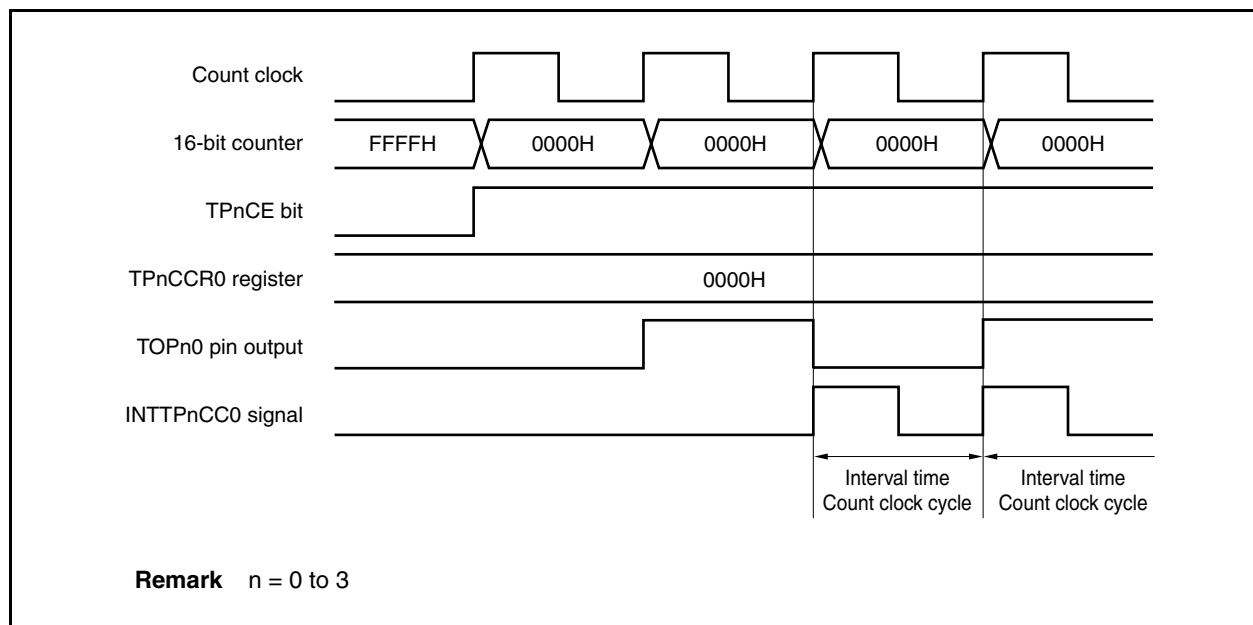 Count clock
16-bit counter
FFFFH
0000H
0000H
0000H
0000H
TPnCE bit
TPnCCR0 register
0000H
TOPn0 pin output
INTTPnCC0 signal
Interval time
Count clock cycle
Interval time
Count clock cycle
Remark n = 0 to 3